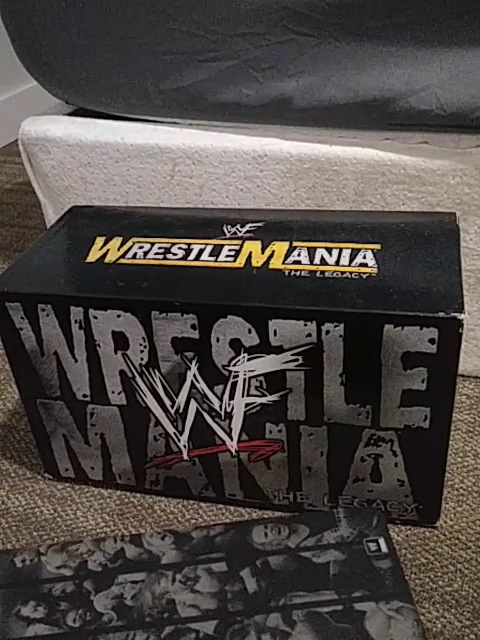 WWF
WRESTLEMANIA
THE LEGACY
WRESTLE
WWF
MANIA
THE LEGACY